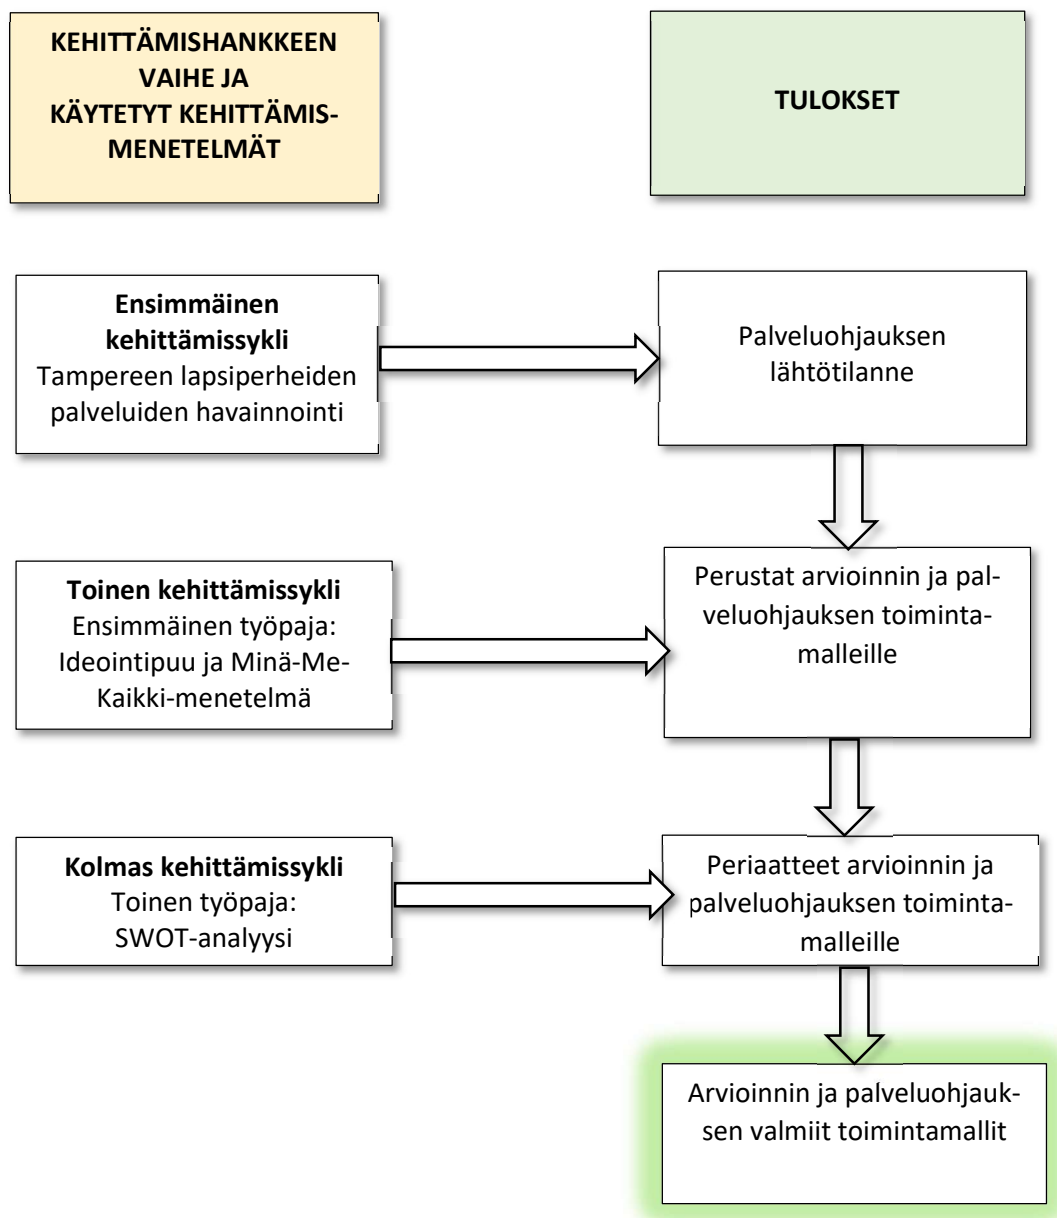 KEHITTÄMISHANKKEEN
VAIHE JA
KÄYTETYT KEHITTÄMIS-
MENETELMÄT
TULOKSET
Ensimmäinen
kehittämissykli
Tampereen lapsiperheiden
palveluiden havainnointi
Palveluohjauksen
lähtötilanne
Toinen kehittämissykli
Ensimmäinen työpaja:
Ideointipuu ja Minä-Me-
Kaikki-menetelmä
Perustat arvioinnin ja pal-
veluohjauksen toiminta-
malleille
Kolmas kehittämissykli
Toinen työpaja:
SWOT-analyysi
Periaatteet arvioinnin ja
palveluohjauksen toiminta-
malleille
Arvioinnin ja palveluohjauk-
sen valmiit toimintamallit